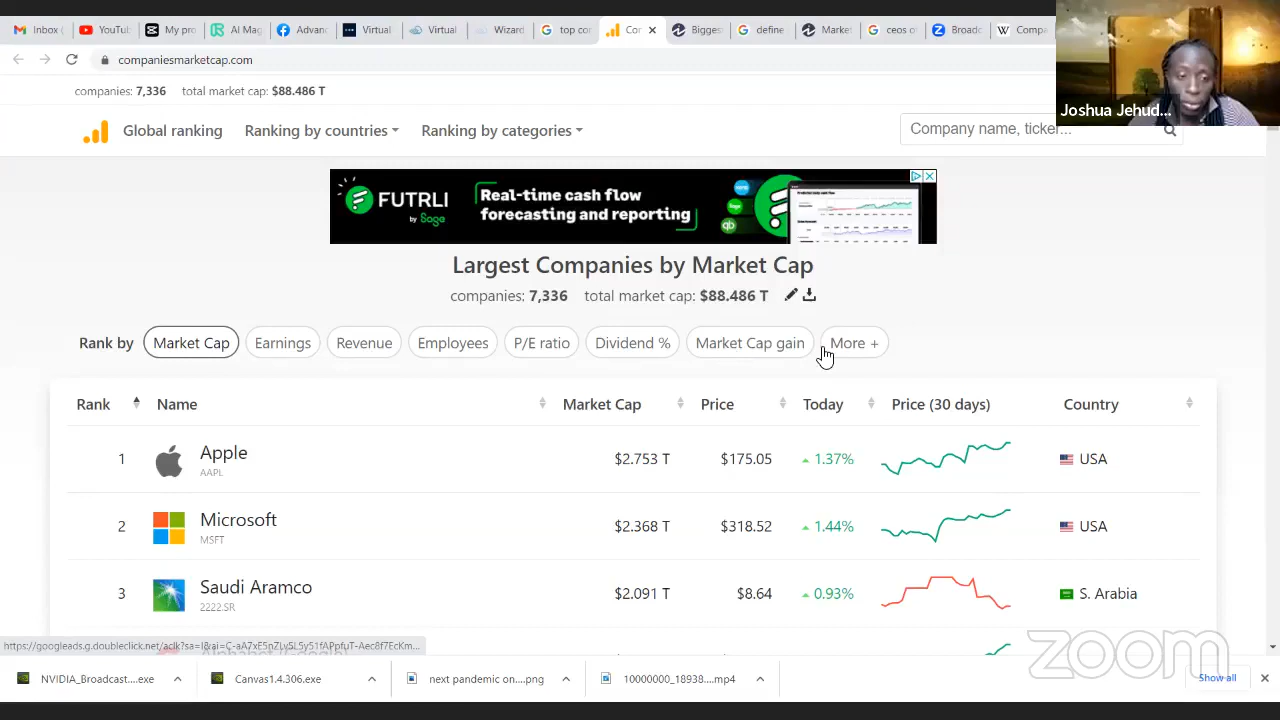 Inbox (
YouTub
My pro
Ai Mag
Advanc
Virtual
Virtual
Wizard
top cor
Cor
Bigges
define
Market
ceos of
Broadc
Compa
companiesmarketcap.com
companies: 7,336 total market cap: $88.486 T
Joshua Jehud...
Global ranking Ranking by countries Ranking by categories
Company name, ticker...
FUTRLI
by Sage
Real-time cash flow
forecasting and reporting
Largest Companies by Market Cap
companies: 7,336 total market cap: $88.486 T
Rank by Market Cap Earnings Revenue Employees P/E ratio Dividend % Market Cap gain More +
Rank Name Market Cap Price Today Price (30 days) Country
1 Apple $2.753 T $175.05 1.37% USA
AAPL
2 Microsoft $2.368 T $318.52 1.44% USA
MSFT
3 Saudi Aramco $2.091 T $8.64 0.93% S. Arabia
2222.SR
zoom
NVIDIA_Broadcast....exe
Canvas1.4.306.exe
next pandemic on....png
10000000_18938....mp4
Show all